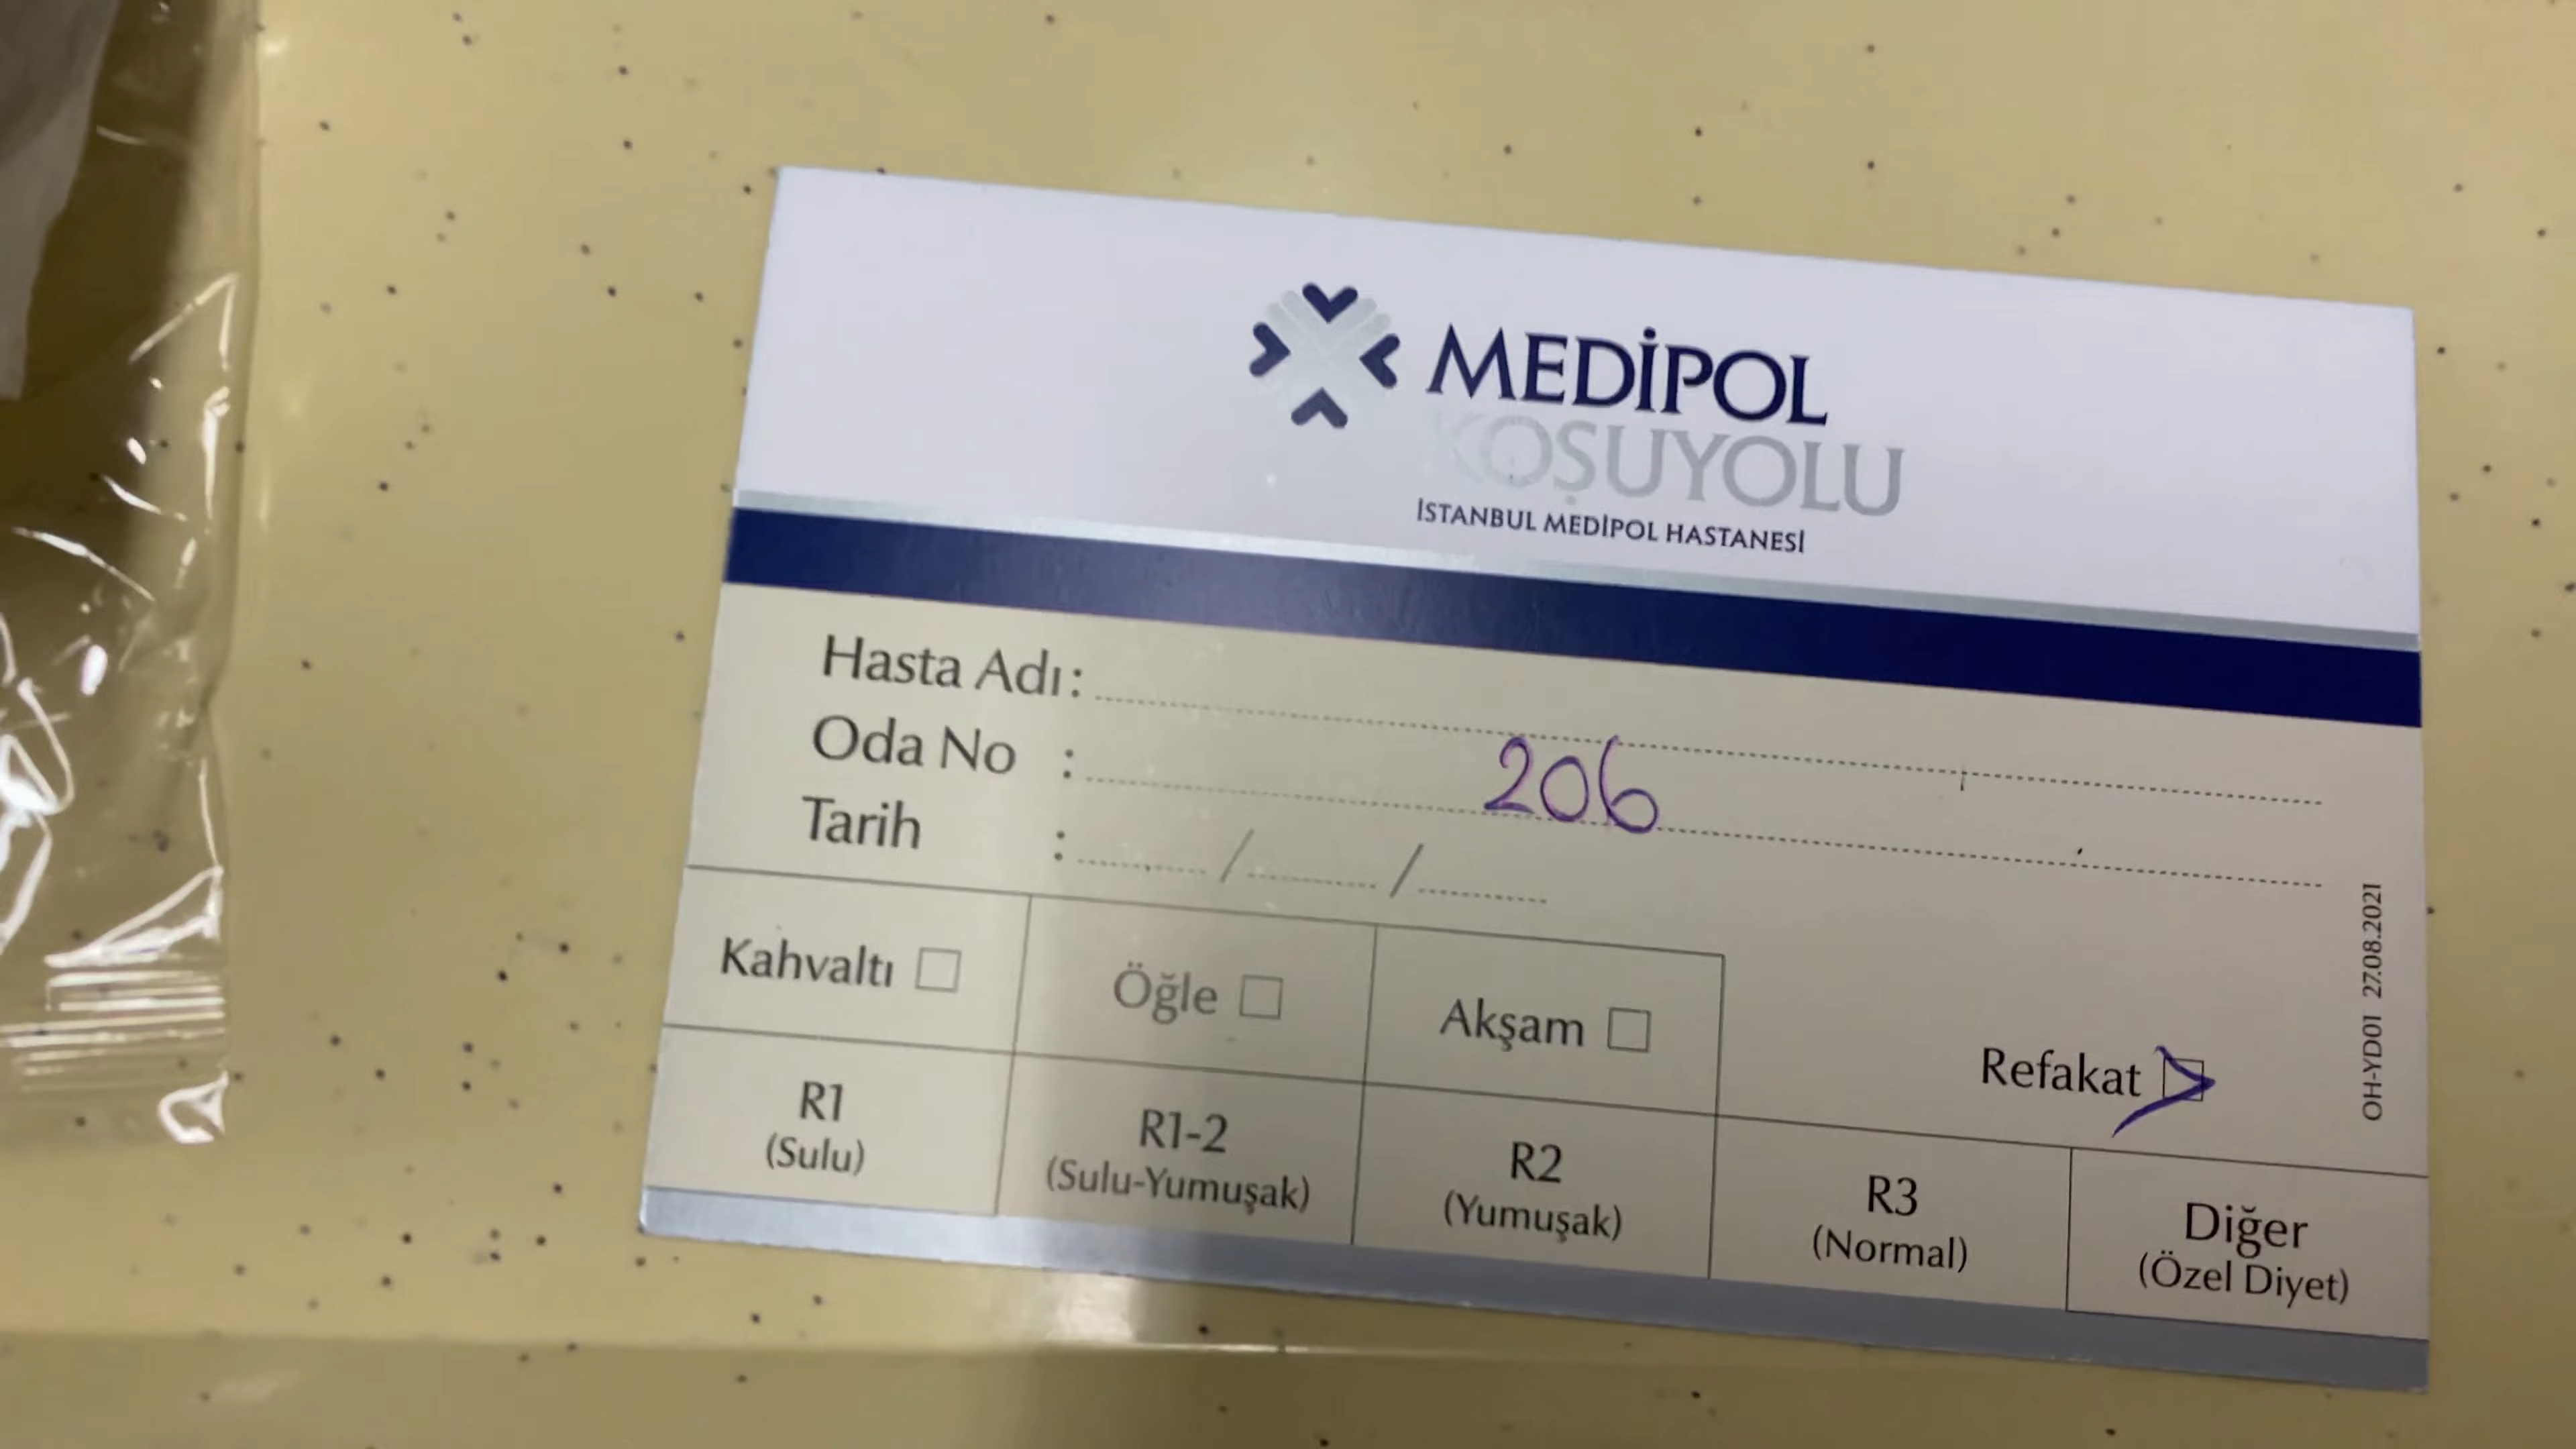 MEDİPOL
KOŞUYOLU
İSTANBUL MEDİPOL HASTANESİ
Hasta Adı:
Oda No : 206
Tarih : / /
Kahvaltı
Öğle
Akşam
Refakat
R1
(Sulu)
R1-2
(Sulu-Yumuşak)
R2
(Yumuşak)
R3
(Normal)
Diğer
(Özel Diyet)
OH-YD01 27.08.2021